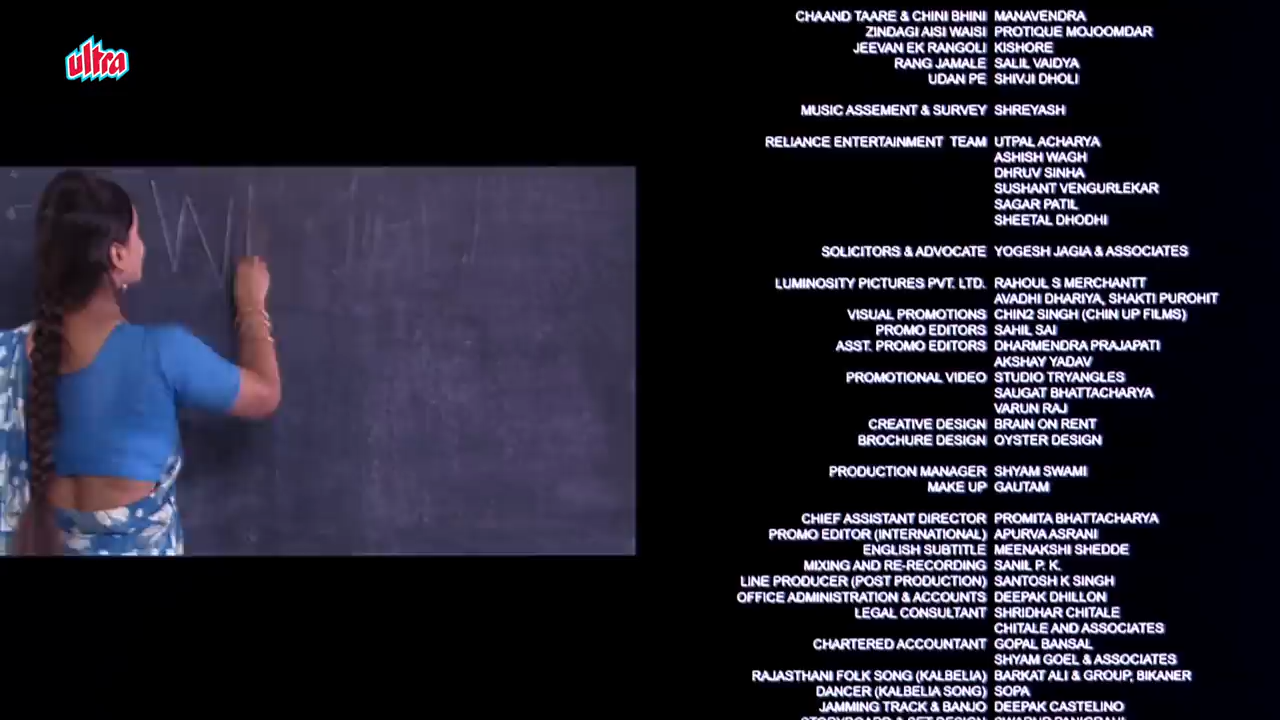 ultra
CHAAND TAARE & CHINI BHINI MANAVENDRA
ZINDAGI AISI WAISI PROTIQUE MOJOOMDAR
JEEVAN EK RANGOLI KISHORE
RANG JAMALE SALIL VAIDYA
UDAN PE SHIVJI DHOLI
MUSIC ASSEMENT & SURVEY SHREYASH
RELIANCE ENTERTAINMENT TEAM UTPAL ACHARYA
ASHISH WAGH
DHRUV SINHA
SUSHANT VENGURLEKAR
SAGAR PATIL
SHEETAL DHODHI
SOLICITORS & ADVOCATE YOGESH JAGIA & ASSOCIATES
LUMINOSITY PICTURES PVT. LTD. RAHOUL S MERCHANTT
AVADHI DHARIYA, SHAKTI PUROHIT
VISUAL PROMOTIONS CHIN2 SINGH (CHIN UP FILMS)
PROMO EDITORS SAHIL SAI
ASST. PROMO EDITORS DHARMENDRA PRAJAPATI
AKSHAY YADAV
PROMOTIONAL VIDEO STUDIO TRYANGLES
SAUGAT BHATTACHARYA
VARUN RAJ
CREATIVE DESIGN BRAIN ON RENT
BROCHURE DESIGN OYSTER DESIGN
PRODUCTION MANAGER SHYAM SWAMI
MAKE UP GAUTAM
CHIEF ASSISTANT DIRECTOR PROMITA BHATTACHARYA
PROMO EDITOR (INTERNATIONAL) APURVA ASRANI
ENGLISH SUBTITLE MEENAKSHI SHEDDE
MIXING AND RE-RECORDING SANIL P. K.
LINE PRODUCER (POST PRODUCTION) SANTOSH K SINGH
OFFICE ADMINISTRATION & ACCOUNTS DEEPAK DHILLON
LEGAL CONSULTANT SHRIDHAR CHITALE
CHITALE AND ASSOCIATES
CHARTERED ACCOUNTANT GOPAL BANSAL
SHYAM GOEL & ASSOCIATES
RAJASTHANI FOLK SONG (KALBELIA) BARKAT ALI & GROUP, BIKANER
DANCER (KALBELIA SONG) SOPA
JAMMING TRACK & BANJO DEEPAK CASTELINO